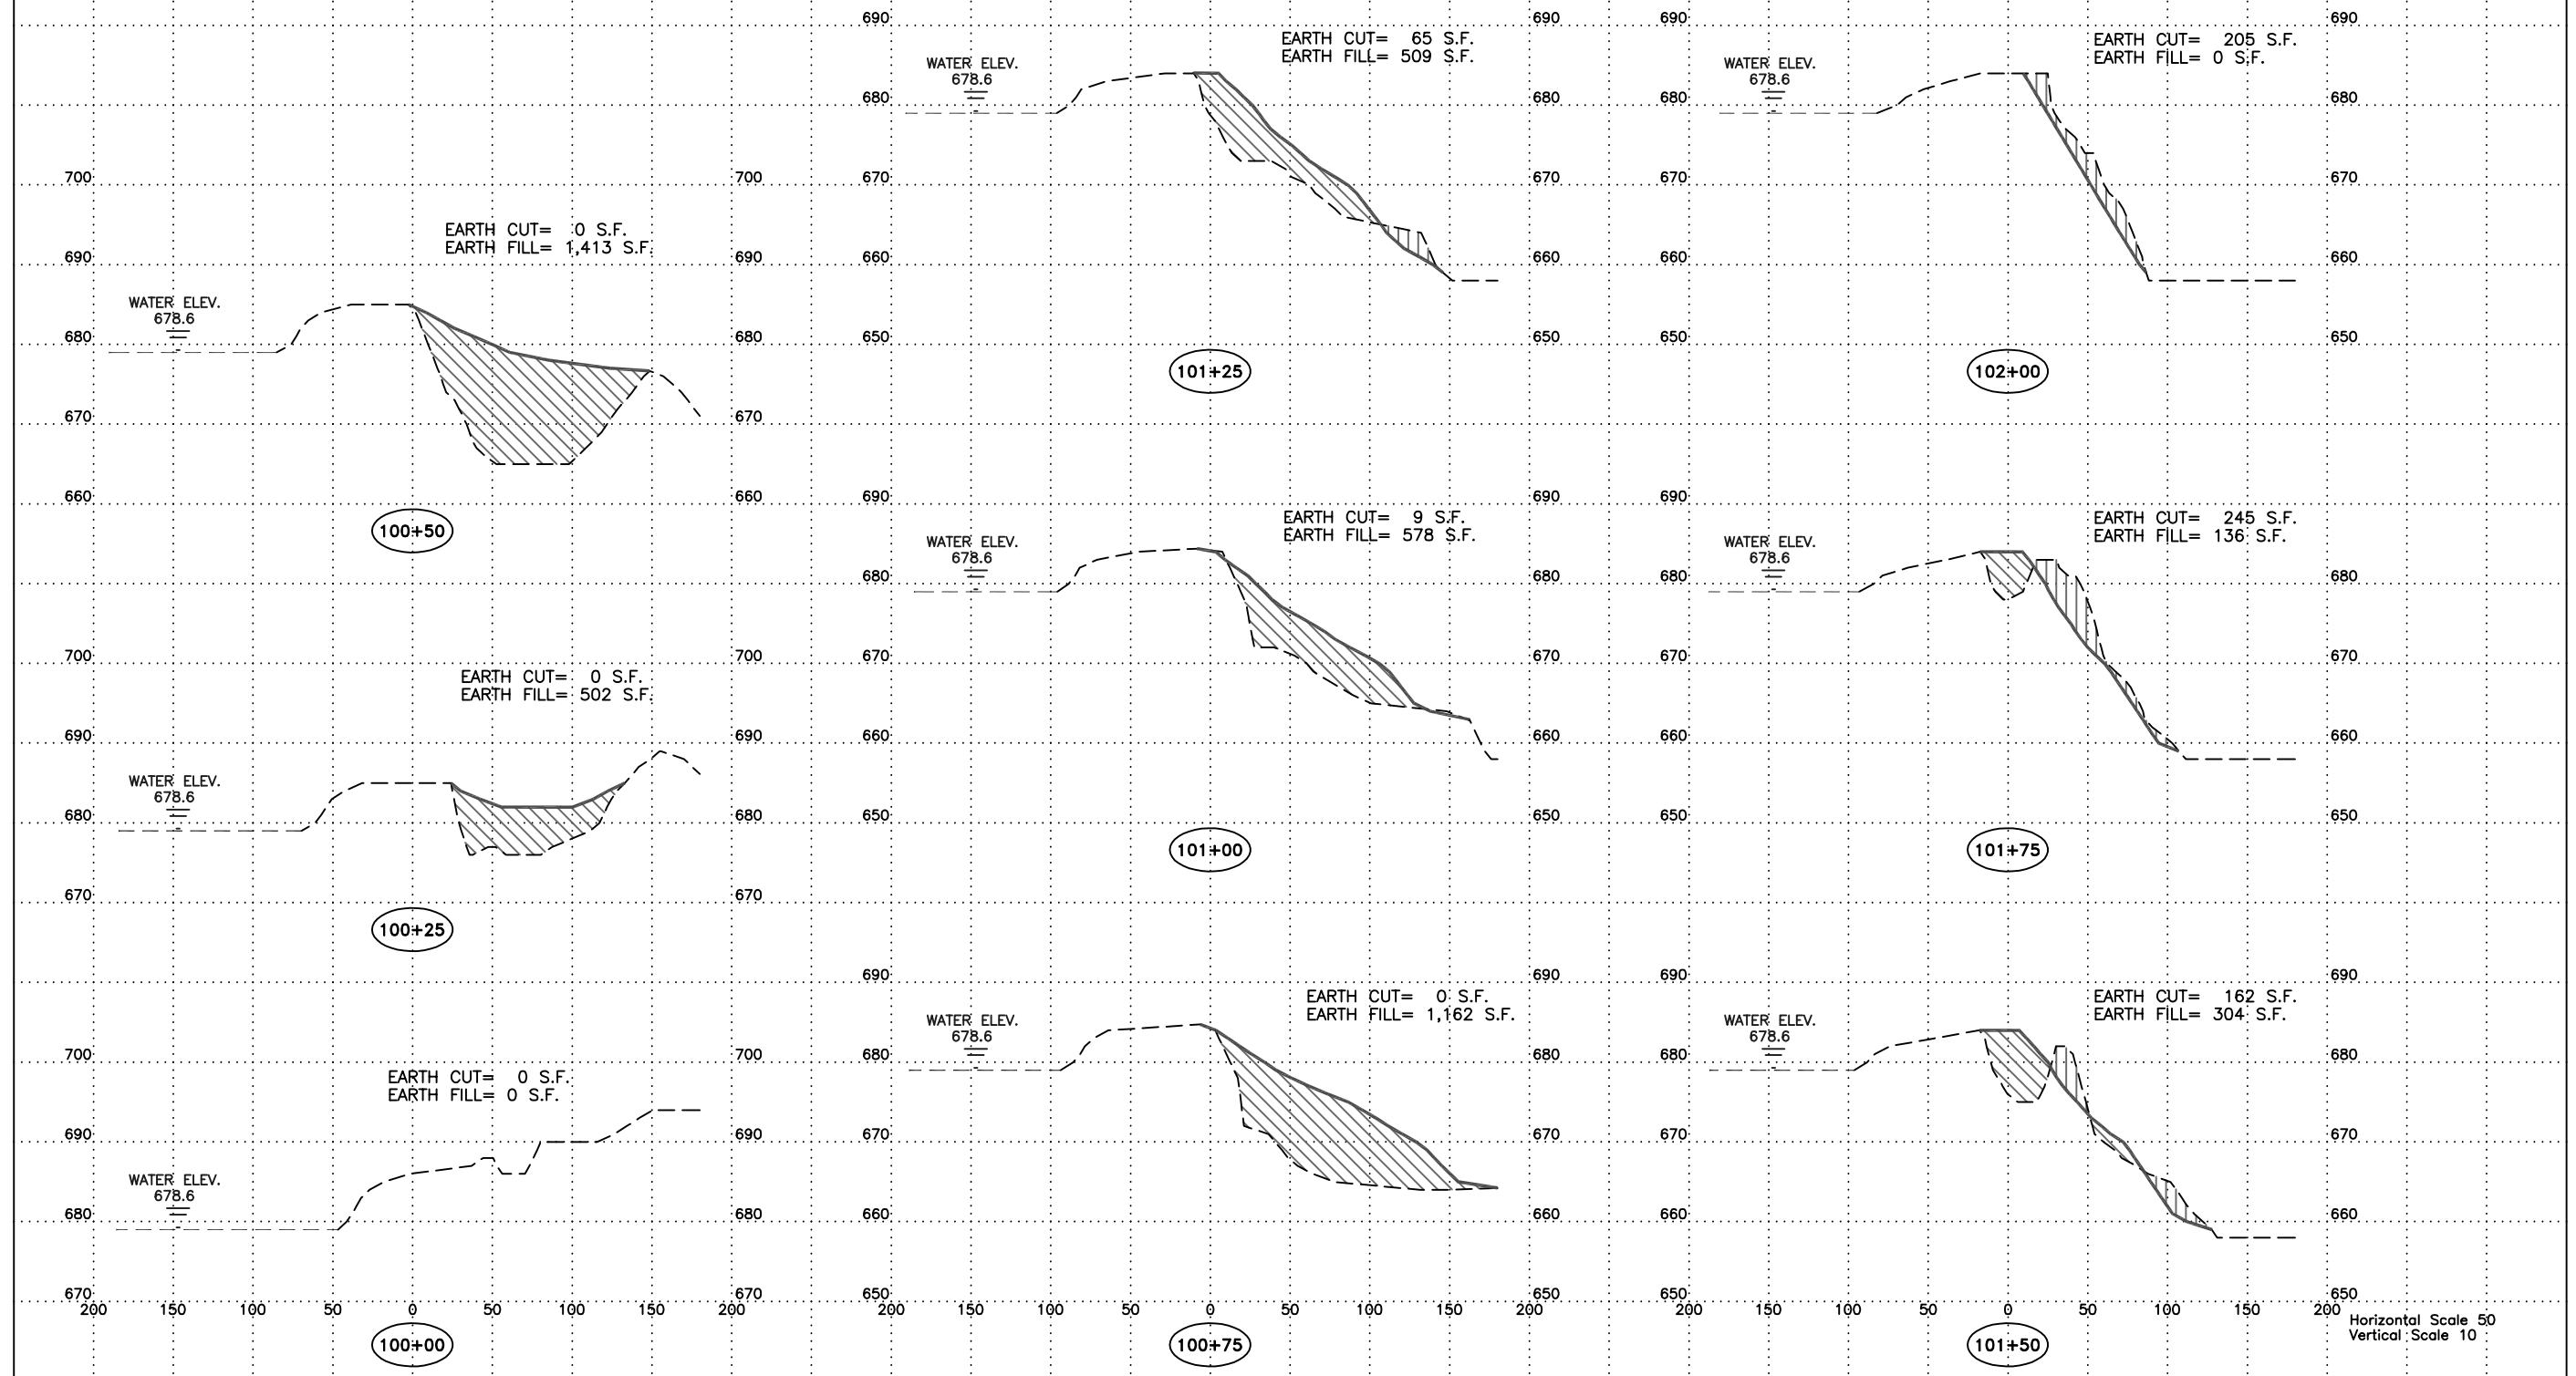 EARTH CUT= 0 S.F.
EARTH FILL= 1,413 S.F.
WATER ELEV.
678.6
700 700
690 690
680 680
670 670
660 660
100+50
EARTH CUT= 0 S.F.
EARTH FILL= 502 S.F.
WATER ELEV.
678.6
700 700
690 690
680 680
670 670
100+25
EARTH CUT= 0 S.F.
EARTH FILL= 0 S.F.
WATER ELEV.
678.6
700 700
690 690
680 680
670 670
200 150 100 50 0 50 100 150 200
100+00
690 690
EARTH CUT= 65 S.F.
EARTH FILL= 509 S.F.
WATER ELEV.
678.6
680 680
670 670
660 660
650 650
101+25
690 690
EARTH CUT= 9 S.F.
EARTH FILL= 578 S.F.
WATER ELEV.
678.6
680 680
670 670
660 660
650 650
101+00
690 690
EARTH CUT= 0 S.F.
EARTH FILL= 1,162 S.F.
WATER ELEV.
678.6
680 680
670 670
660 660
650 650
200 150 100 50 0 50 100 150 200
100+75
690 690
EARTH CUT= 205 S.F.
EARTH FILL= 0 S.F.
WATER ELEV.
678.6
680 680
670 670
660 660
650
102+00
690 690
EARTH CUT= 245 S.F.
EARTH FILL= 136 S.F.
WATER ELEV.
678.6
680 680
670 670
660 660
650 650
101+75
690 690
EARTH CUT= 162 S.F.
EARTH FILL= 304 S.F.
WATER ELEV.
678.6
680 680
670 670
660 660
650 650
200 150 100 50 0 50 100 150 200
101+50
Horizontal Scale 50
Vertical Scale 10